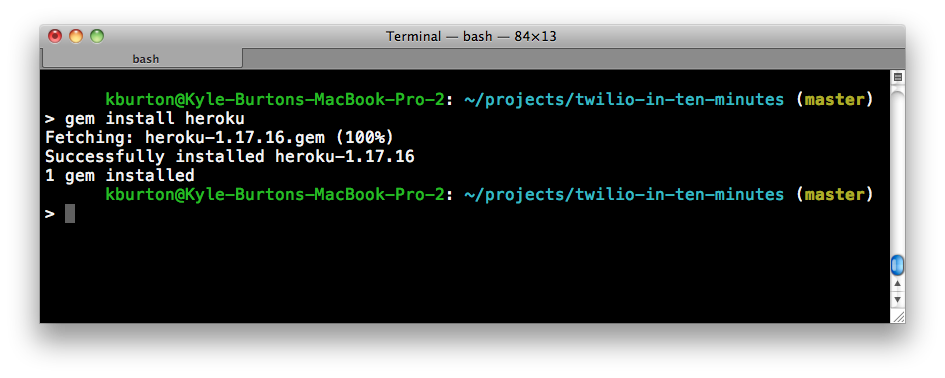 Terminal — bash — 84×13
bash
kburton@Kyle-Burtons-MacBook-Pro-2: ~/projects/twilio-in-ten-minutes (master)
> gem install heroku
Fetching: heroku-1.17.16.gem (100%)
Successfully installed heroku-1.17.16
1 gem installed
kburton@Kyle-Burtons-MacBook-Pro-2: ~/projects/twilio-in-ten-minutes (master)
>